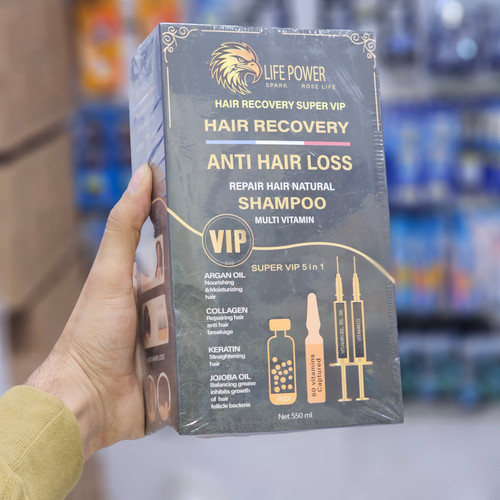 LIFE POWER
SPARK ROSE LIFE
HAIR RECOVERY SUPER VIP
HAIR RECOVERY
ANTI HAIR LOSS
REPAIR HAIR NATURAL
SHAMPOO
MULTI VITAMIN
VIP
SUPER VIP 5 in 1
ARGAN OIL
Nourishing
&Moisturizing
hair
COLLAGEN
Repairing hair
anti hair
breakage
KERATIN
Straightening
hair
JOJOBA OIL
Balancing grease
inhibits growth
of hair
follicle bacteria
60 vitamins
Captured
Net 550 ml